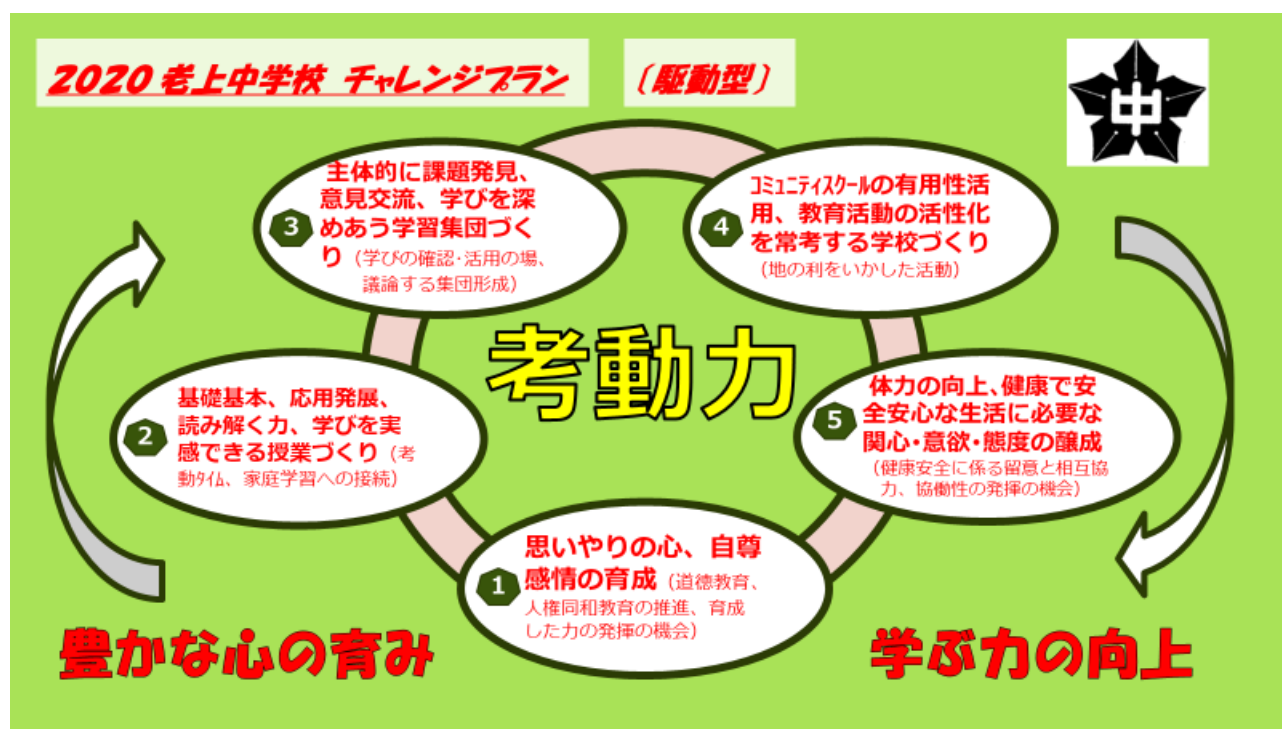 2020 老上中学校 チャレンジプラン
〔駆動型〕
中
3
主体的に課題発見、
意見交流、学びを深
めあう学習集団づく
り（学びの確認･活用の場、
議論する集団形成）
4
ｺﾐｭﾆﾃｨｽｸｰﾙの有用性活
用、教育活動の活性化
を常考する学校づくり
（地の利をいかした活動）
考動力
2
基礎基本、応用発展、
読み解く力、学びを実
感できる授業づくり（考
動ﾀｲﾑ、家庭学習への接続）
5
体力の向上、健康で安
全安心な生活に必要な
関心･意欲･態度の醸成
（健康安全に係る留意と相互協
力、協働性の発揮の機会）
1
思いやりの心、自尊
感情の育成（道徳教育、
人権同和教育の推進、育成
した力の発揮の機会）
豊かな心の育み
学ぶ力の向上